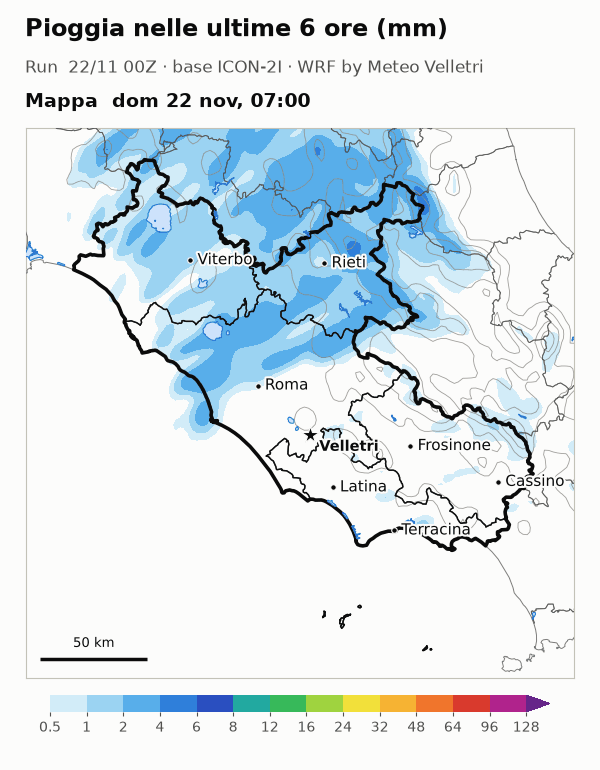 Pioggia nelle ultime 6 ore (mm)
Run  22/11 00Z · base ICON-2I · WRF by Meteo Velletri
Mappa  dom 22 nov, 07:00
Viterbo
Rieti
Roma
Velletri
Frosinone
Latina
Cassino
Terracina
50 km
0.5 1 2 4 6 8 12 16 24 32 48 64 96 128